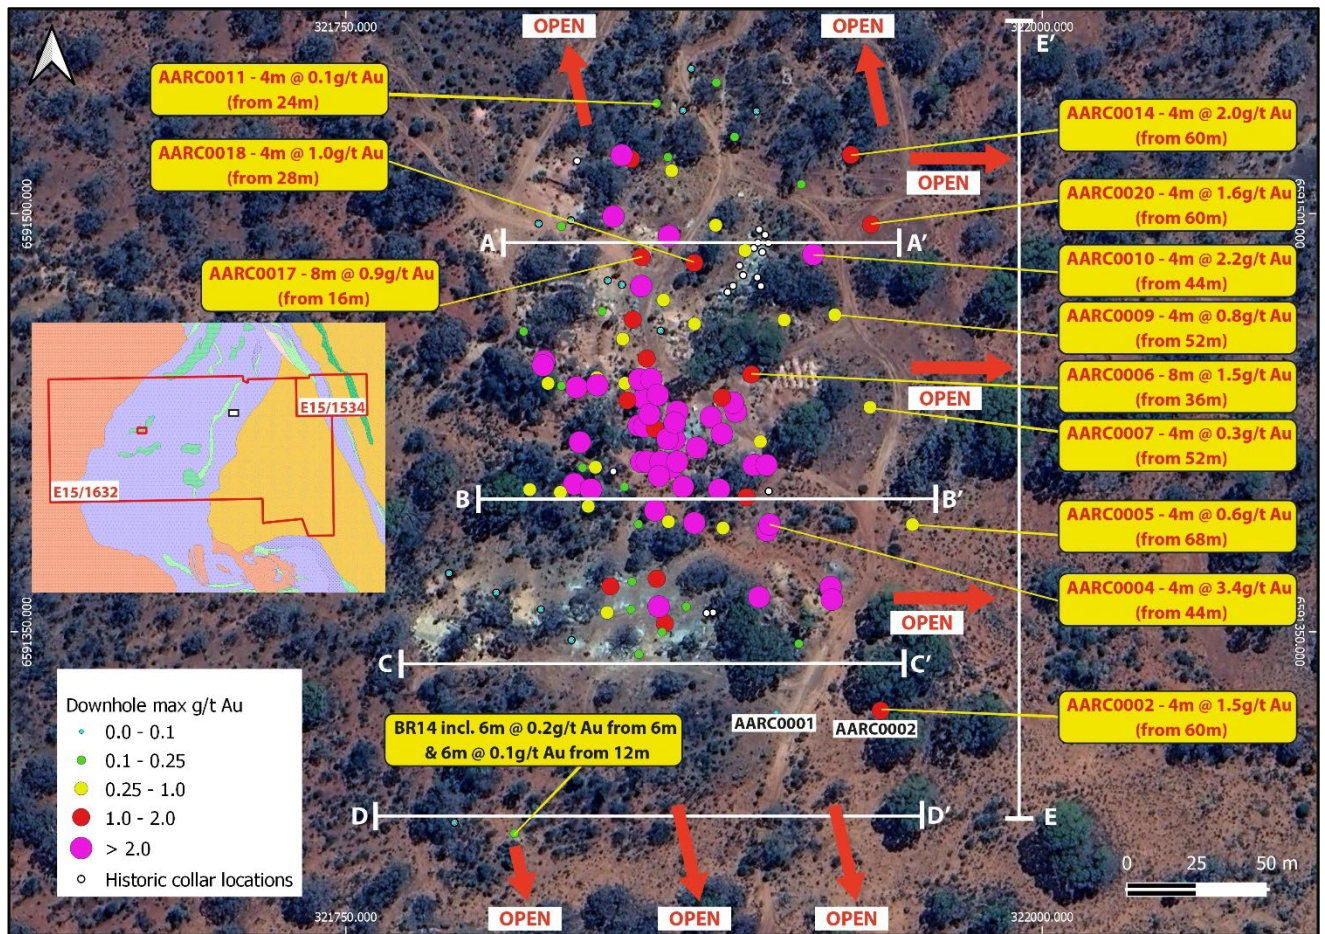 321750.000
OPEN
OPEN
322000.000
E'
AARC0011 - 4m @ 0.1g/t Au
(from 24m)
AARC0014 - 4m @ 2.0g/t Au
(from 60m)
AARC0018 - 4m @ 1.0g/t Au
(from 28m)
OPEN
6591500.000
6591500.000
AARC0020 - 4m @ 1.6g/t Au
(from 60m)
A
A'
AARC0017 - 8m @ 0.9g/t Au
(from 16m)
AARC0010 - 4m @ 2.2g/t Au
(from 44m)
AARC0009 - 4m @ 0.8g/t Au
(from 52m)
OPEN
AARC0006 - 8m @ 1.5g/t Au
(from 36m)
E15/1534
AARC0007 - 4m @ 0.3g/t Au
(from 52m)
E15/1632
B
B'
AARC0005 - 4m @ 0.6g/t Au
(from 68m)
AARC0004 - 4m @ 3.4g/t Au
(from 44m)
OPEN
6591350.000
6591350.000
C
C'
Downhole max g/t Au
0.0 - 0.1
0.1 - 0.25
0.25 - 1.0
1.0 - 2.0
> 2.0
Historic collar locations
AARC0001
AARC0002
AARC0002 - 4m @ 1.5g/t Au
(from 60m)
BR14 incl. 6m @ 0.2g/t Au from 6m
& 6m @ 0.1g/t Au from 12m
D
D'
E
0 25 50 m
OPEN
OPEN
OPEN
321750.000
322000.000